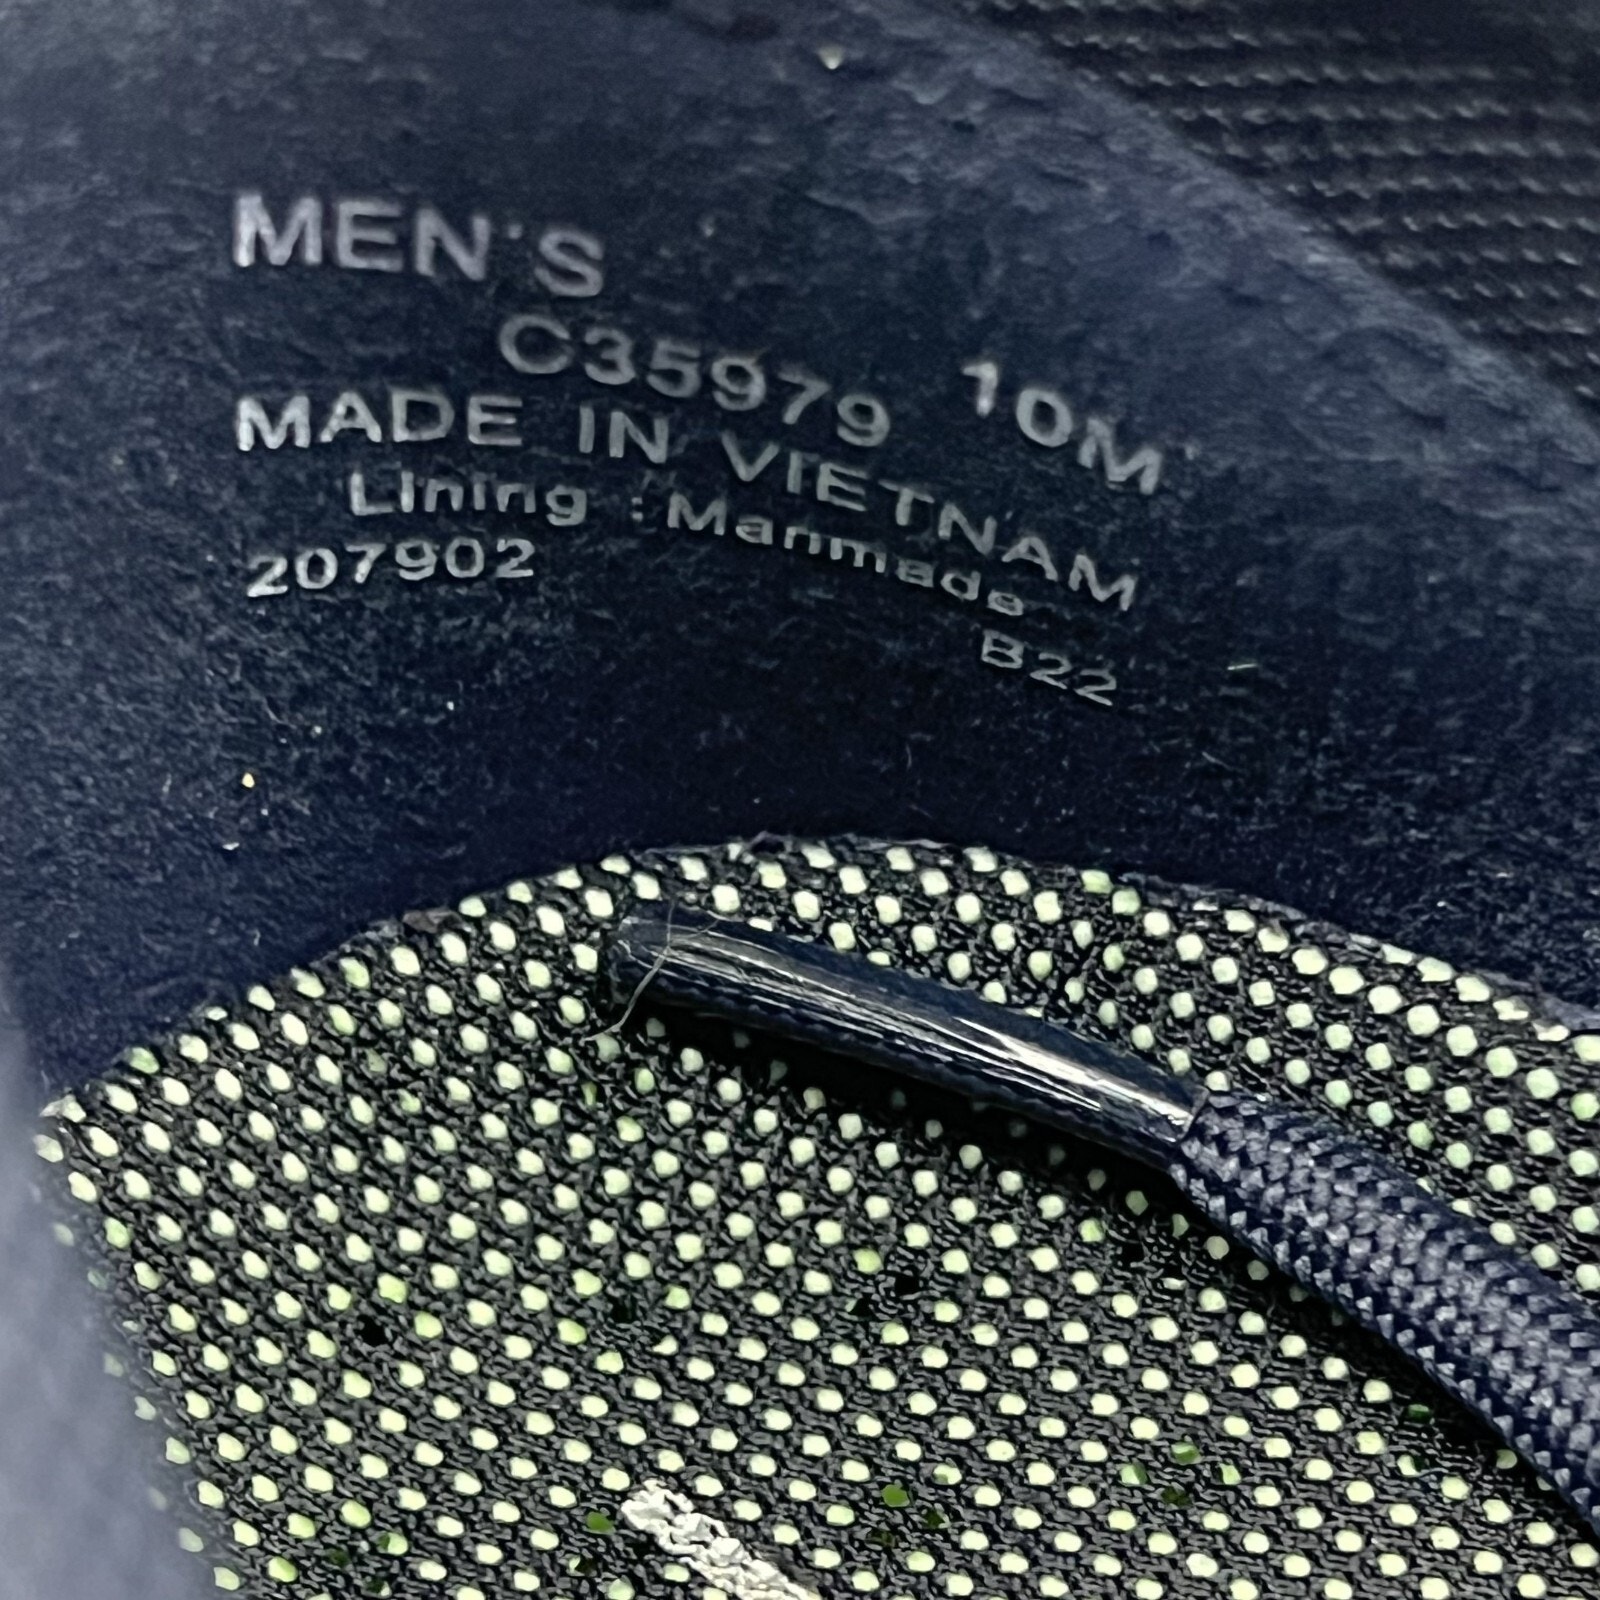 MEN'S
C35979 10M
MADE IN VIETNAM
Lining : Manmade
207902 B22